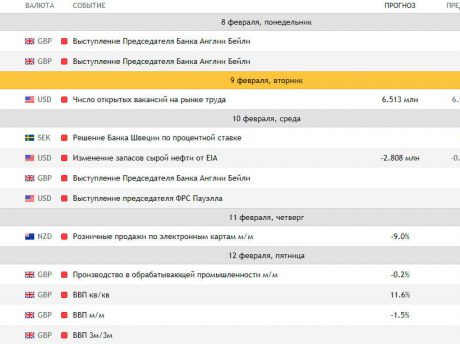 ВАЛЮТА СОБЫТИЕ ПРОГНОЗ ПРЕД
8 февраля, понедельник
GBP Выступление Председателя Банка Англии Бейли
GBP Выступление Председателя Банка Англии Бейли
9 февраля, вторник
USD Число открытых вакансий на рынке труда 6.513 млн 6.
10 февраля, среда
SEK Решение Банка Швеции по процентной ставке
USD Изменение запасов сырой нефти от EIA -2.808 млн -0.
GBP Выступление Председателя Банка Англии Бейли
USD Выступление председателя ФРС Пауэлла
11 февраля, четверг
NZD Розничные продажи по электронным картам м/м -9.0%
12 февраля, пятница
GBP Производство в обрабатывающей промышленности м/м -0.2%
GBP ВВП кв/кв 11.6%
GBP ВВП м/м -1.5%
GBP ВВП 3м/3м